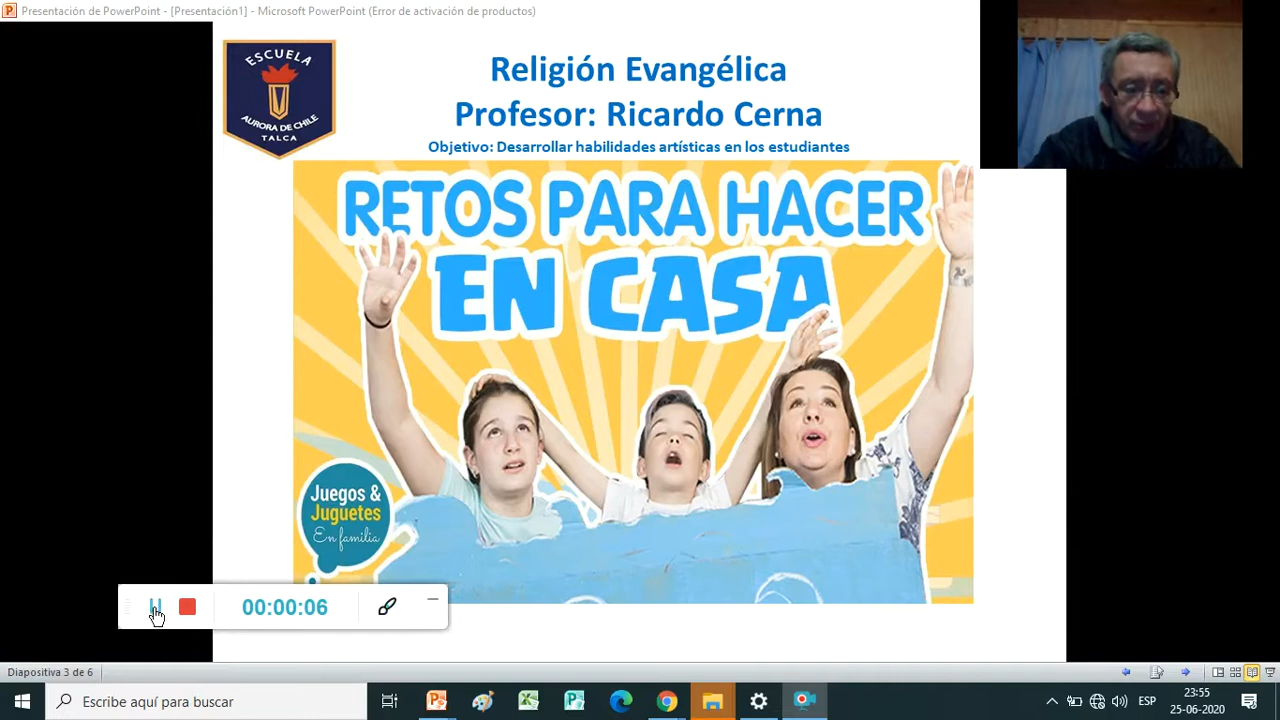 Presentación de PowerPoint - [Presentación1] - Microsoft PowerPoint (Error de activación de productos)
ESCUELA
AURORA DE CHILE
TALCA
Religión Evangélica
Profesor: Ricardo Cerna
Objetivo: Desarrollar habilidades artísticas en los estudiantes
RETOS PARA HACER
EN CASA
Juegos &
Juguetes
En familia
00:00:06
Diapositiva 3 de 6
Escribe aquí para buscar
ESP
23:55
25-06-2020